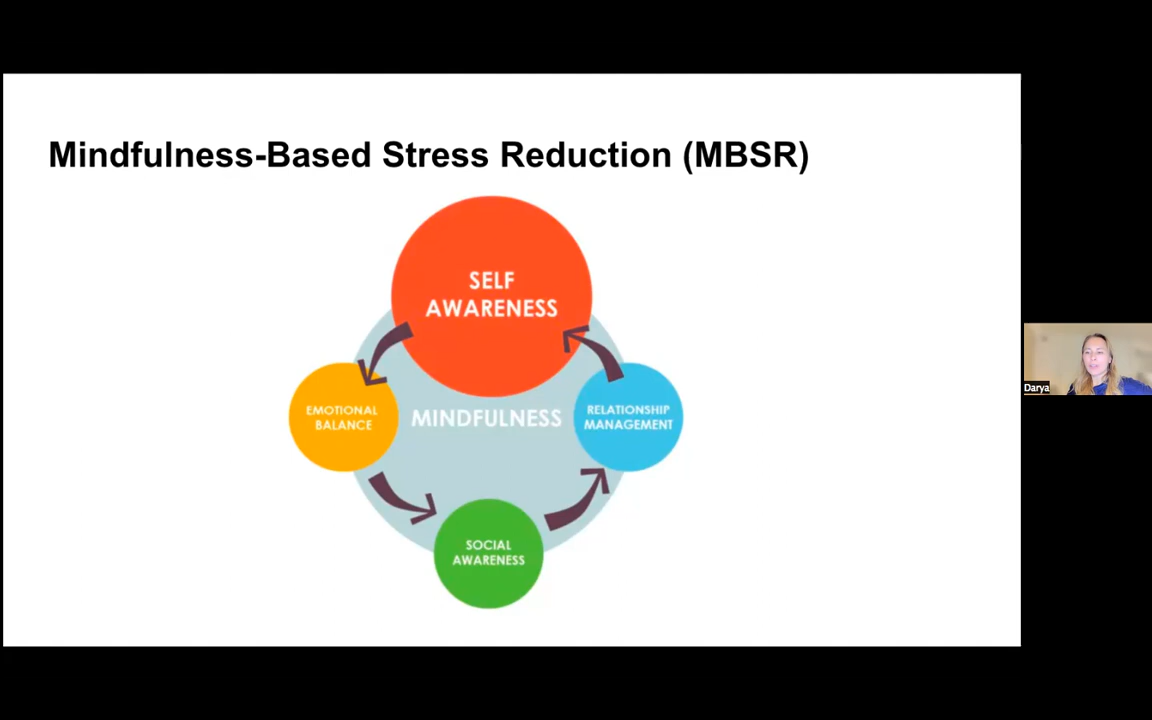 Mindfulness-Based Stress Reduction (MBSR)
SELF
AWARENESS
EMOTIONAL
BALANCE
MINDFULNESS
RELATIONSHIP
MANAGEMENT
SOCIAL
AWARENESS
Darya